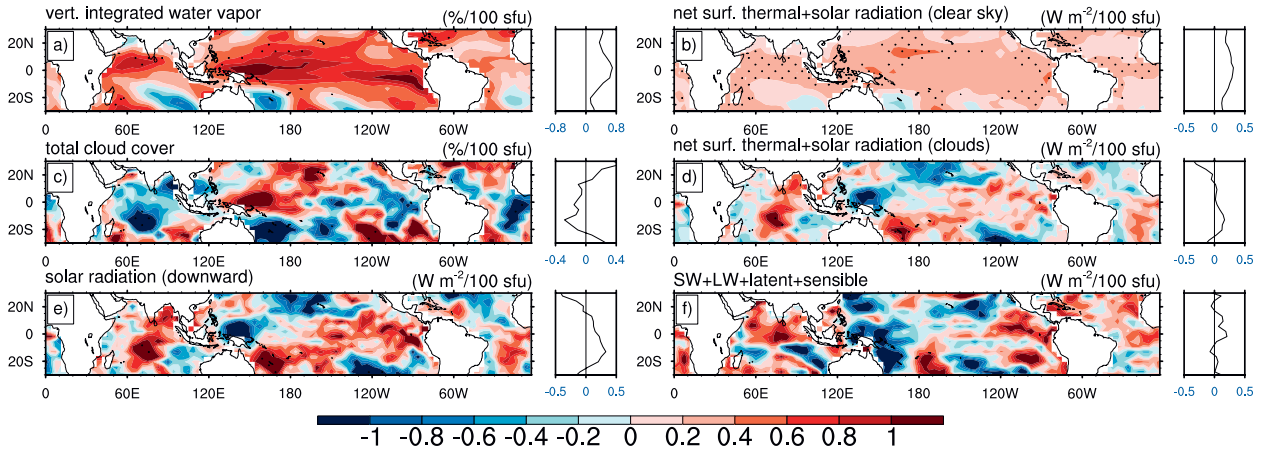 vert. integrated water vapor (%/100 sfu)
net surf. thermal+solar radiation (clear sky) (W m-2/100 sfu)
20N a) b)
0
20S
60E 120E 180 120W 60W -0.8 0 0.8
60E 120E 180 120W 60W -0.5 0 0.5
total cloud cover (%/100 sfu)
net surf. thermal+solar radiation (clouds) (W m-2/100 sfu)
20N c) 20N d)
0 0
20S 20S
0 60E 120E 180 120W 60W -0.4 0 0.4
0 60E 120E 180 120W 60W -0.5 0 0.5
solar radiation (downward) (W m-2/100 sfu)
SW+LW+latent+sensible (W m-2/100 sfu)
20N e) 20N f)
0 0
20S 20S
0 60E 120E 180 120W 60W -0.5 0 0.5
0 60E 120E 180 120W 60W -0.5 0 0.5
-1 -0.8 -0.6 -0.4 -0.2 0 0.2 0.4 0.6 0.8 1